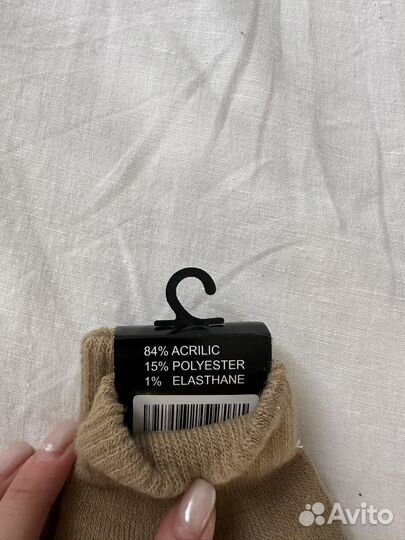 84% ACRILIC
15% POLYESTER
1% ELASTHANE
Avito